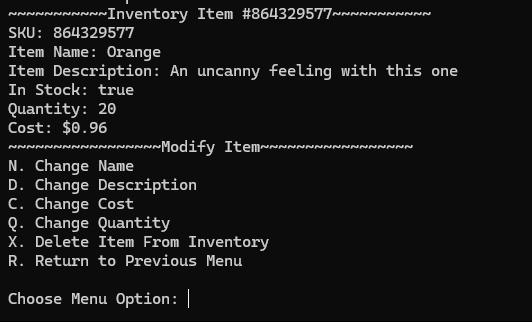 ~~~~~~~~~~~Inventory Item #864329577~~~~~~~~~~~
SKU: 864329577
Item Name: Orange
Item Description: An uncanny feeling with this one
In Stock: true
Quantity: 20
Cost: $0.96
~~~~~~~~~~~~~~~~~Modify Item~~~~~~~~~~~~~~~~~
N. Change Name
D. Change Description
C. Change Cost
Q. Change Quantity
X. Delete Item From Inventory
R. Return to Previous Menu
Choose Menu Option: